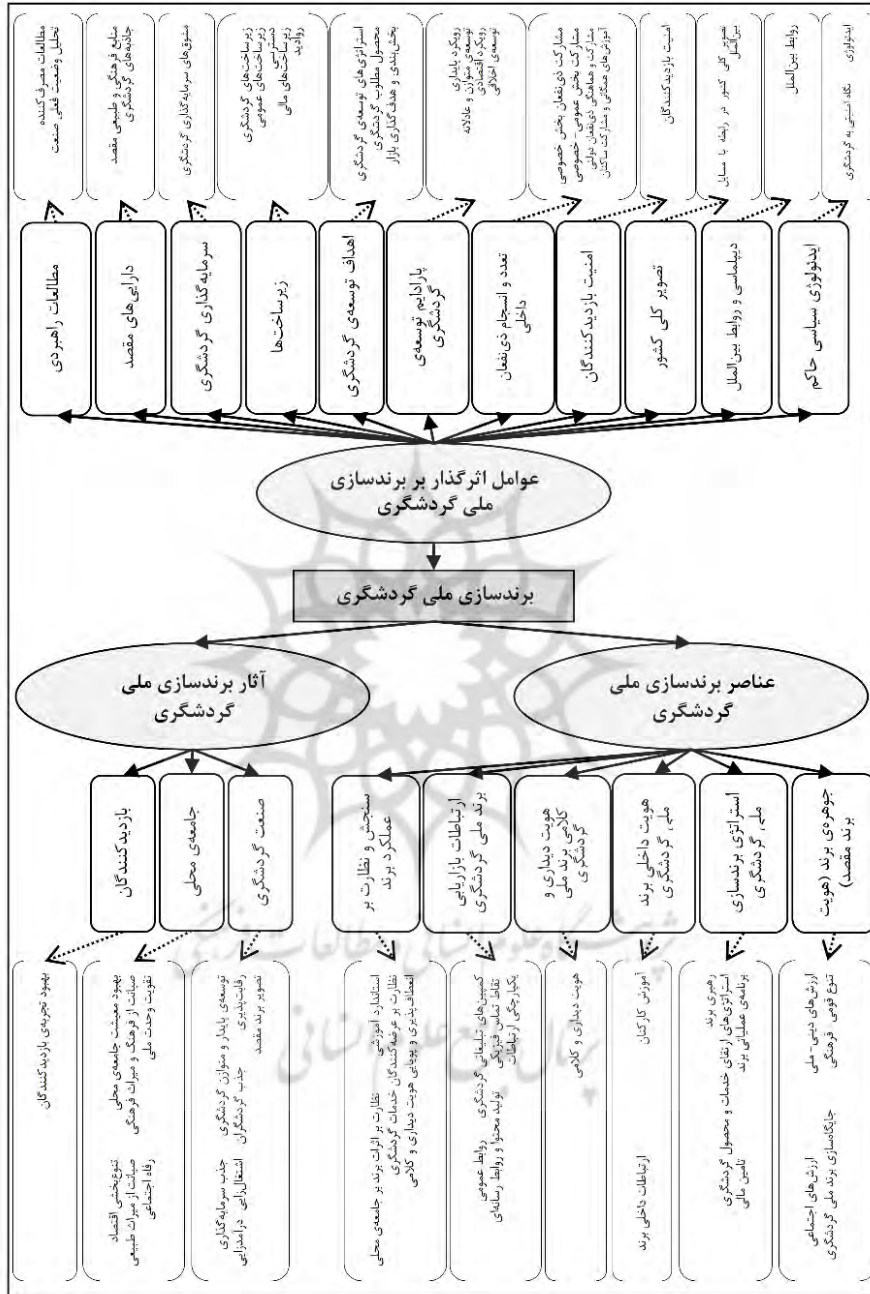 مطالعات مصرف‌کننده
تحلیل وضعیت فعلی صنعت
منابع فرهنگی و طبیعی مقصد
جاذبه‌های گردشگری
مشوق‌های سرمایه‌گذاری گردشگری
زیرساخت‌های گردشگری
زیرساخت‌های عمومی
دسترسی
زیرساخت‌های مالی
روادید
استراتژی‌های توسعه‌ی گردشگری
محصول مطلوب گردشگری
بخش‌بندی و هدف‌گذاری بازار
رویکرد پایداری
رویکرد اقتصادی
توسعه‌ی متوازن و عادلانه
توسعه‌ی اخلاقی
مشارکت ذی‌نفعان بخش خصوصی
مشارکت بخش عمومی - خصوصی
مشارکت و هماهنگی ذی‌نفعان دولتی
آموزش‌های همگانی و مشارکت ساکنان
امنیت بازدیدکنندگان
تصویر کلی کشور در رابطه با مسایل
بین‌الملل
روابط بین‌الملل
ایدئولوژی
نگاه امنیتی به گردشگری
مطالعات راهبردی
دارایی‌های مقصد
سرمایه‌گذاری گردشگری
زیرساخت‌ها
اهداف توسعه‌ی گردشگری
پارادایم توسعه‌ی
گردشگری
تعدد و انسجام ذی‌نفعان
داخلی
امنیت بازدیدکنندگان
تصویر کلی کشور
دیپلماسی و روابط بین‌الملل
ایدئولوژی سیاسی حاکم
عوامل اثرگذار بر برندسازی
ملی گردشگری
برندسازی ملی گردشگری
عناصر برندسازی ملی
گردشگری
آثار برندسازی ملی
گردشگری
جوهره‌ی برند (هویت
برند مقصد)
استراتژی برندسازی
ملی گردشگری
هویت داخلی برند
ملی گردشگری
هویت دیداری و
کلامی برند ملی
گردشگری
ارتباطات بازاریابی
برند ملی گردشگری
سنجش و نظارت بر
عملکرد برند
صنعت گردشگری
جامعه‌ی محلی
بازدیدکنندگان
تنوع قومی - فرهنگی
ارزش‌های دینی - ملی
ارزش‌های اجتماعی
جایگاه‌سازی برند ملی گردشگری
رهبری برند
استراتژی‌های ارتقای خدمات و محصول گردشگری
برنامه‌ی عملیاتی برند
تامین مالی
آموزش کارکنان
ارتباطات داخلی برند
هویت دیداری و کلامی
کمپین‌های تبلیغاتی گردشگری
روابط عمومی
نقاط تماس فیزیکی
تولید محتوا و روابط رسانه‌ای
یکپارچگی ارتباطات
استاندارد آموزشی
نظارت بر اثرات برند بر جامعه‌ی محلی
نظارت بر عرضه‌کنندگان خدمات گردشگری
انعطاف‌پذیری و پویایی هویت دیداری و کلامی
رقابت‌پذیری
توسعه‌ی پایدار و متوازن گردشگری
جذب سرمایه‌گذاری
جذب گردشگران
اشتغال‌زایی
درآمدزایی
تصویر برند مقصد
بهبود معیشت جامعه‌ی محلی
تنوع‌بخشی اقتصاد
صیانت از فرهنگ و میراث فرهنگی
صیانت از میراث طبیعی
تقویت وحدت ملی
رفاه اجتماعی
بهبود تجربه‌ی بازدیدکنندگان
پژوهشگاه علوم انسانی و مطالعات فرهنگی
پرتال جامع علوم انسانی